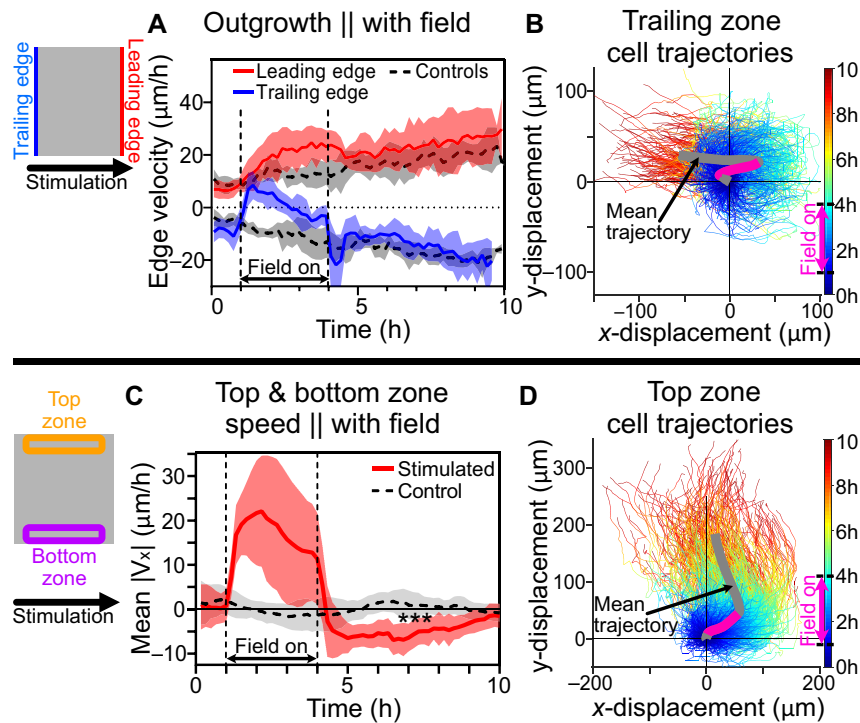 A
Outgrowth || with field
Trailing edge
Leading edge
Stimulation
Leading edge
Trailing edge
Controls
Edge velocity (μm/h)
40
20
0
−20
Field on
0
5
10
Time (h)
B
Trailing zone
cell trajectories
y-displacement (μm)
100
0
−100
Mean
trajectory
−100
0
100
x-displacement (μm)
10
8h
6h
4h
2h
0h
Field on
C
Top & bottom zone
speed || with field
Top
zone
Bottom
zone
Stimulation
Stimulated
Control
Mean |Vx| (μm/h)
30
20
10
0
−10
***
Field on
0
5
10
Time (h)
D
Top zone
cell trajectories
y-displacement (μm)
300
200
100
0
Mean
trajectory
−200
0
200
x-displacement (μm)
10
8h
6h
4h
2h
0h
Field on